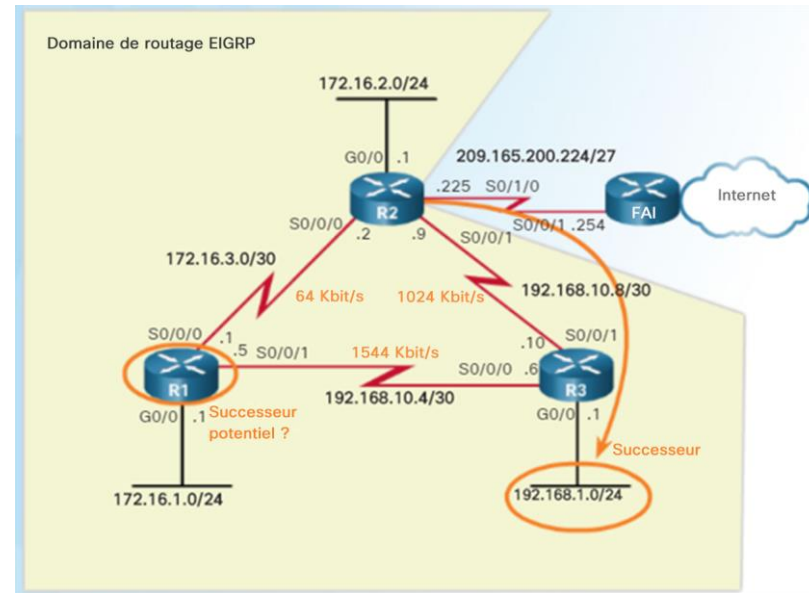 Domaine de routage EIGRP
172.16.2.0/24
G0/0 .1
209.165.200.224/27
.225 S0/1/0
Internet
R2
FAI
S0/0/0 .2 .9 S0/0/1
S0/0/1 .254
172.16.3.0/30
64 Kbit/s
1024 Kbit/s
192.168.10.8/30
S0/0/0 .1
.10 S0/0/1
.5 S0/0/1
1544 Kbit/s
S0/0/0 .6
R1
192.168.10.4/30
R3
G0/0 .1
Successeur
potentiel ?
G0/0 .1
Successeur
172.16.1.0/24
192.168.1.0/24